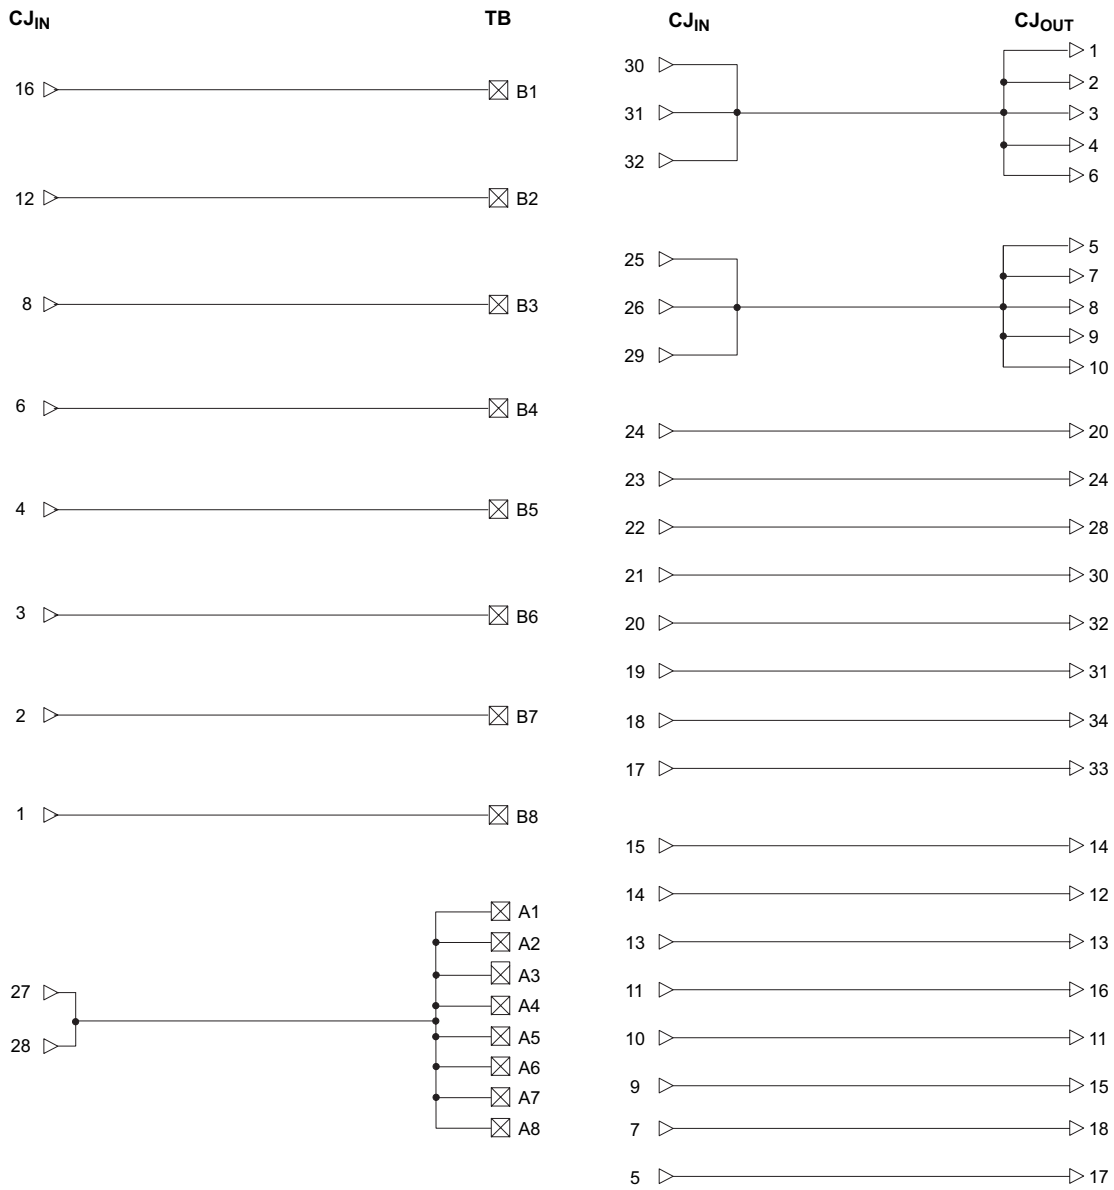 CJIN TB
16 B1
12 B2
8 B3
6 B4
4 B5
3 B6
2 B7
1 B8
A1
A2
A3
27 A4
28 A5
A6
A7
A8
CJIN CJOUT
30 1
31 2
32 3
4
6
25 5
26 7
29 8
9
10
24 20
23 24
22 28
21 30
20 32
19 31
18 34
17 33
15 14
14 12
13 13
11 16
10 11
9 15
7 18
5 17